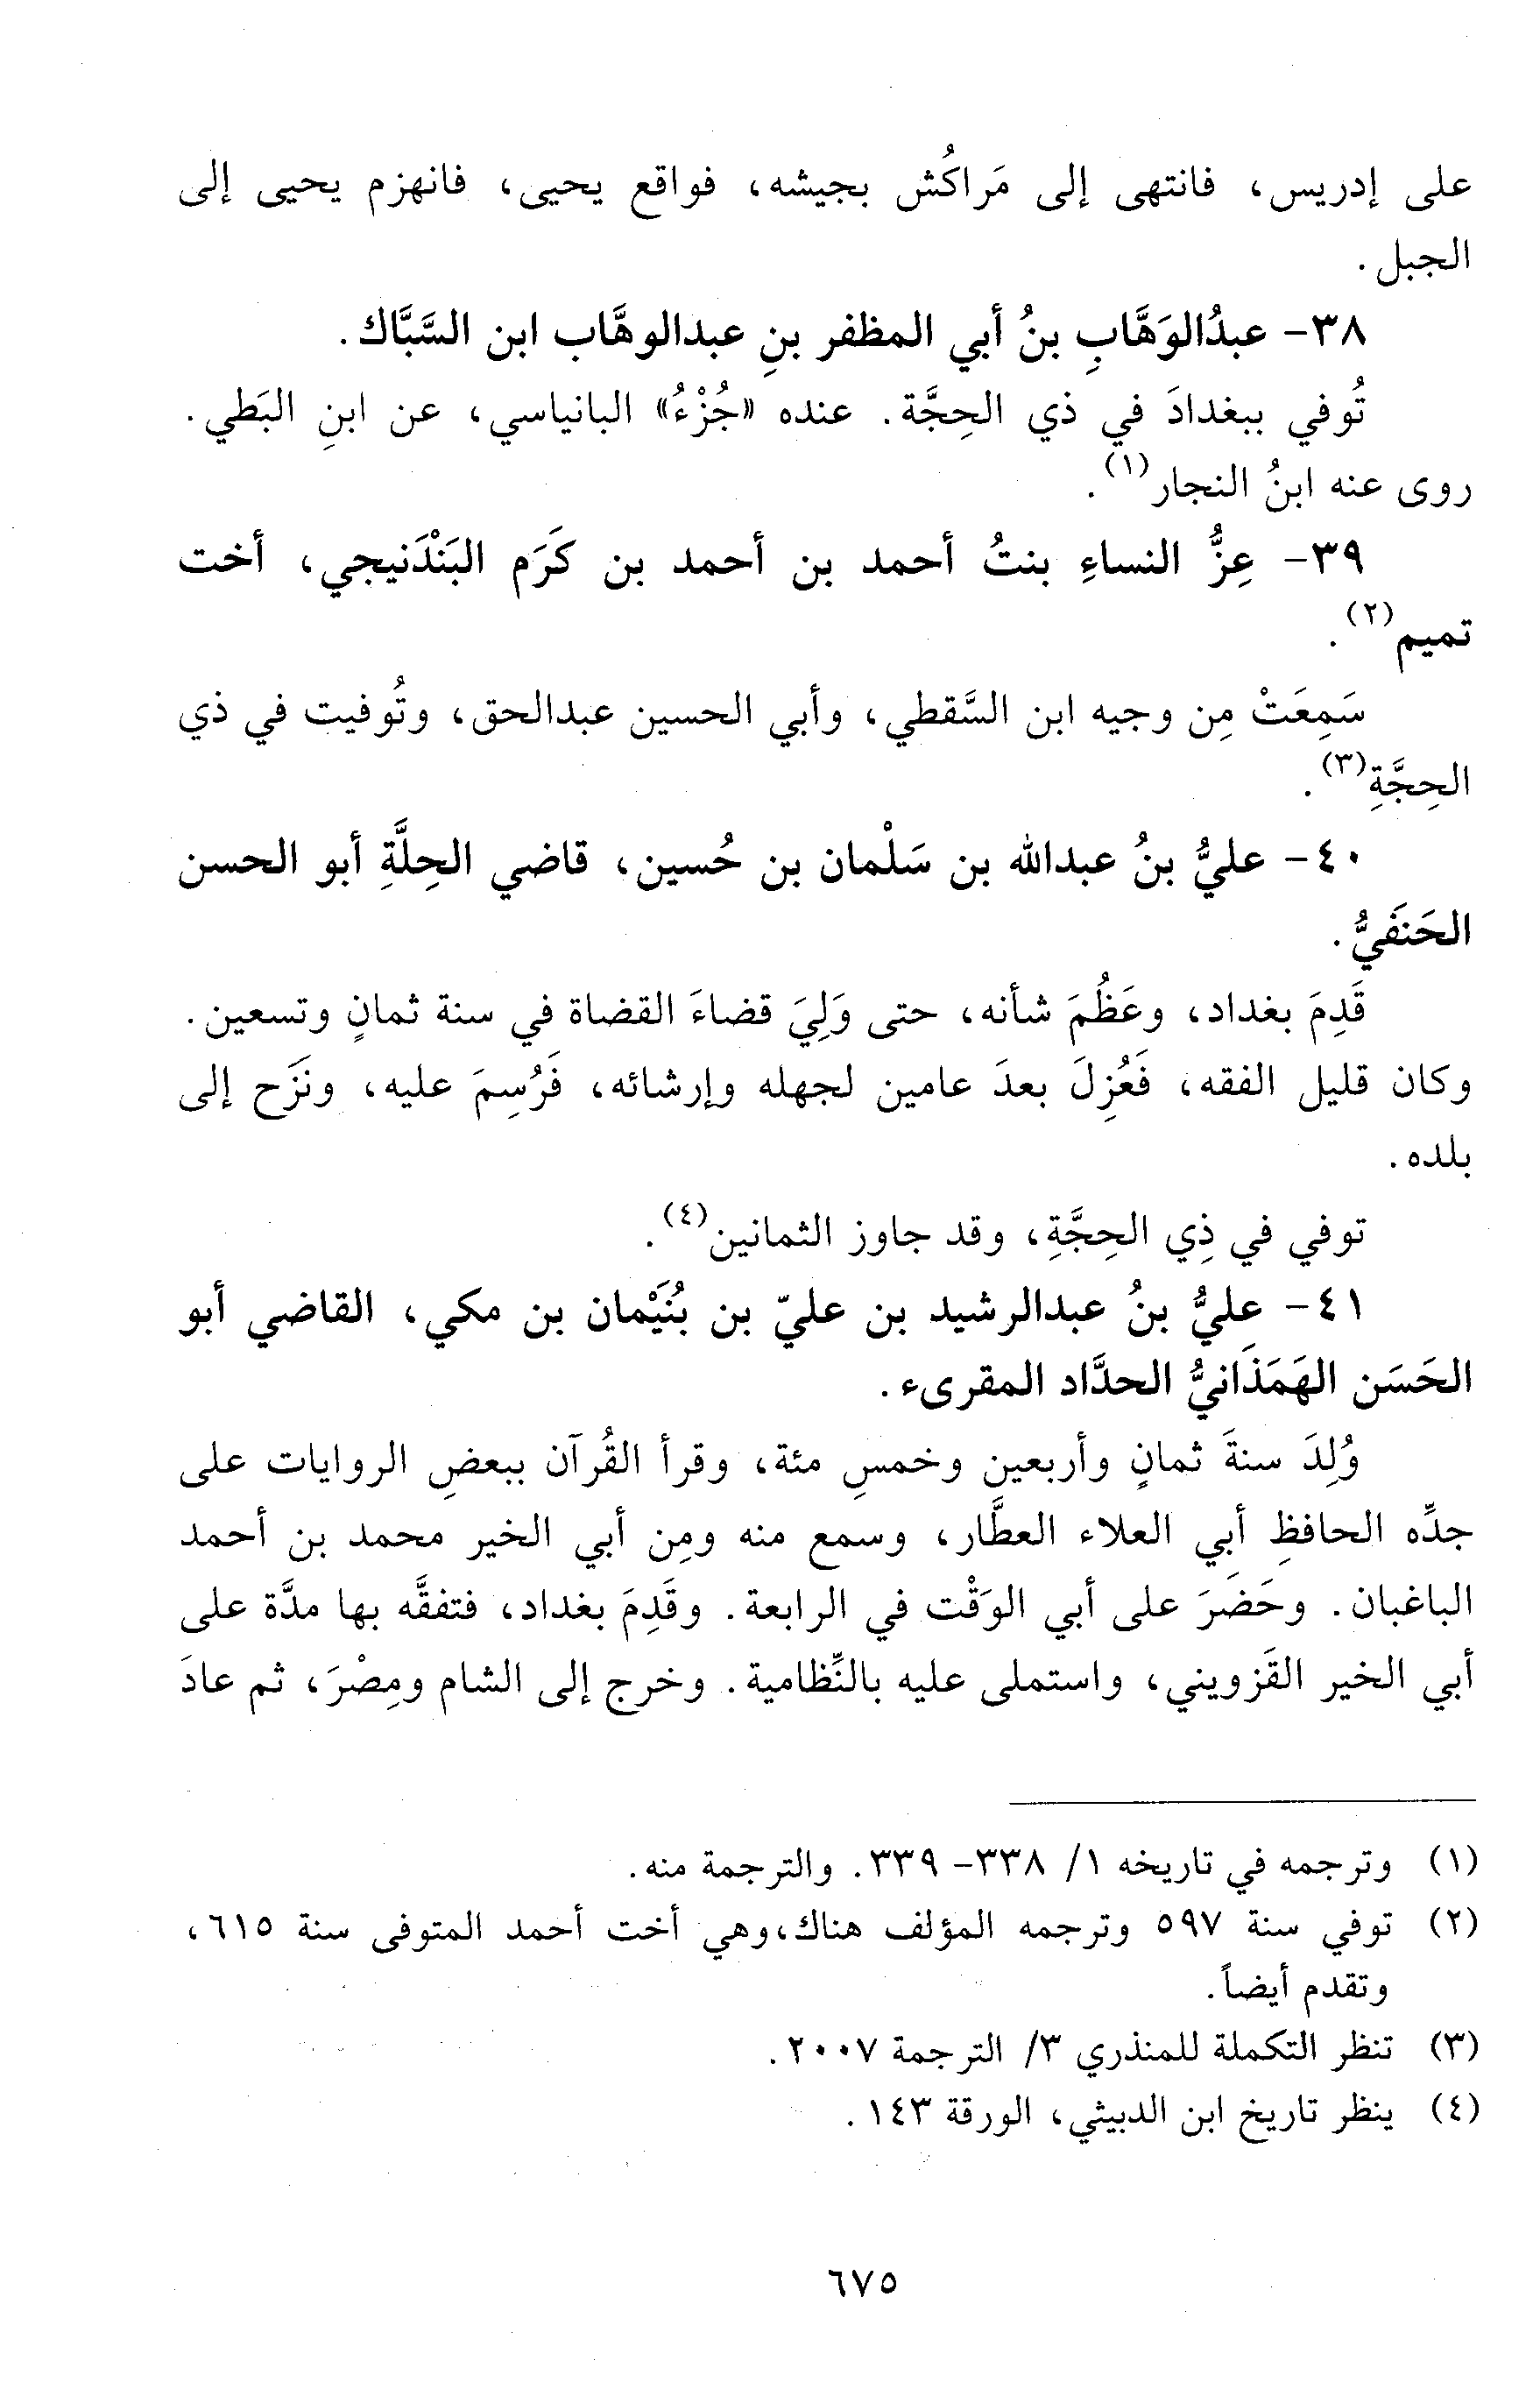 على إدريس، فانتهى إلى مَراكُش بجيشه، فواقع يحيى، فانهزم يحيى إلى
الجبل.
٣٨- عبدُالوَهَّابِ بنُ أبي المظفر بنِ عبدالوهَّاب ابن السَّبَّاك.
تُوفي ببغدادَ في ذي الحِجَّة. عنده «جُزْءُ» البانياسي، عن ابنِ البَطي.
روى عنه ابنُ النجار(١).
٣٩- عِزُّ النساءِ بنتُ أحمد بن أحمد بن كَرَم البَنْدَنيجي، أخت
تميم(٢).
سَمِعَتْ مِن وجيه ابن السَّقطي، وأبي الحسين عبدالحق، وتُوفيت في ذي
الحِجَّةِ(٣).
٤٠- عليُّ بنُ عبدالله بن سَلْمان بن حُسين، قاضي الحِلَّةِ أبو الحسن
الحَنَفيُّ.
قَدِمَ بغداد، وعَظُمَ شأنه، حتى وَلِيَ قضاءَ القضاة في سنة ثمانٍ وتسعين.
وكان قليل الفقه، فَعُزِلَ بعدَ عامين لجهله وإرشائه، فَرُسِمَ عليه، ونَزَح إلى
بلده.
توفي في ذِي الحِجَّةِ، وقد جاوز الثمانين(٤).
٤١- عليُّ بنُ عبدالرشيد بن عليّ بن بُنَيْمان بن مكي، القاضي أبو
الحَسَن الهَمَذَانيُّ الحدَّاد المقرىء.
وُلِدَ سنةَ ثمانٍ وأربعين وخمسِ مئة، وقرأ القُرآن ببعضِ الروايات على
جدِّه الحافظِ أبي العلاء العطَّار، وسمع منه ومِن أبي الخير محمد بن أحمد
الباغبان. وحَضَرَ على أبي الوَقْت في الرابعة. وقَدِمَ بغداد، فتفقَّه بها مدَّة على
أبي الخير القَزويني، واستملى عليه بالنِّظامية. وخرج إلى الشام ومِصْرَ، ثم عادَ
(١) وترجمه في تاريخه ١/ ٣٣٨- ٣٣٩. والترجمة منه.
(٢) توفي سنة ٥٩٧ وترجمه المؤلف هناك،وهي أخت أحمد المتوفى سنة ٦١٥،
وتقدم أيضاً.
(٣) تنظر التكملة للمنذري ٣/ الترجمة ٢٠٠٧.
(٤) ينظر تاريخ ابن الدبيثي، الورقة ١٤٣.
٦٧٥